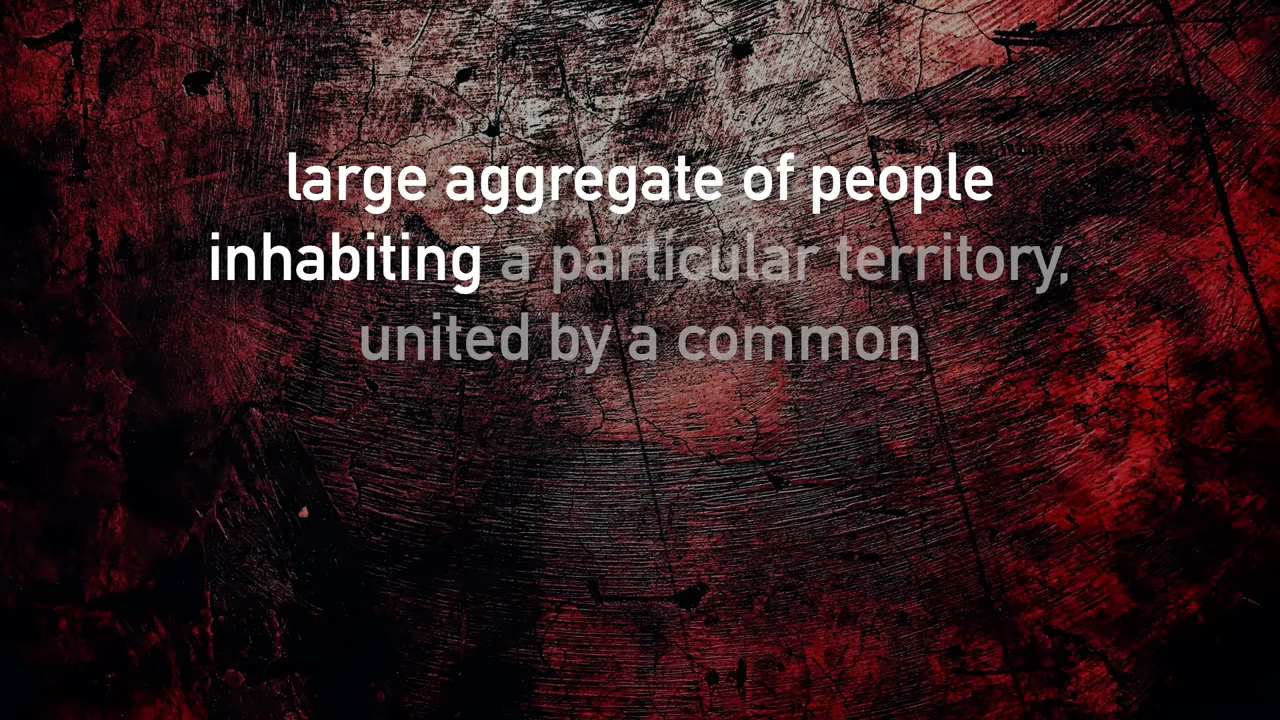 large aggregate of people
inhabiting a particular territory,
united by a common